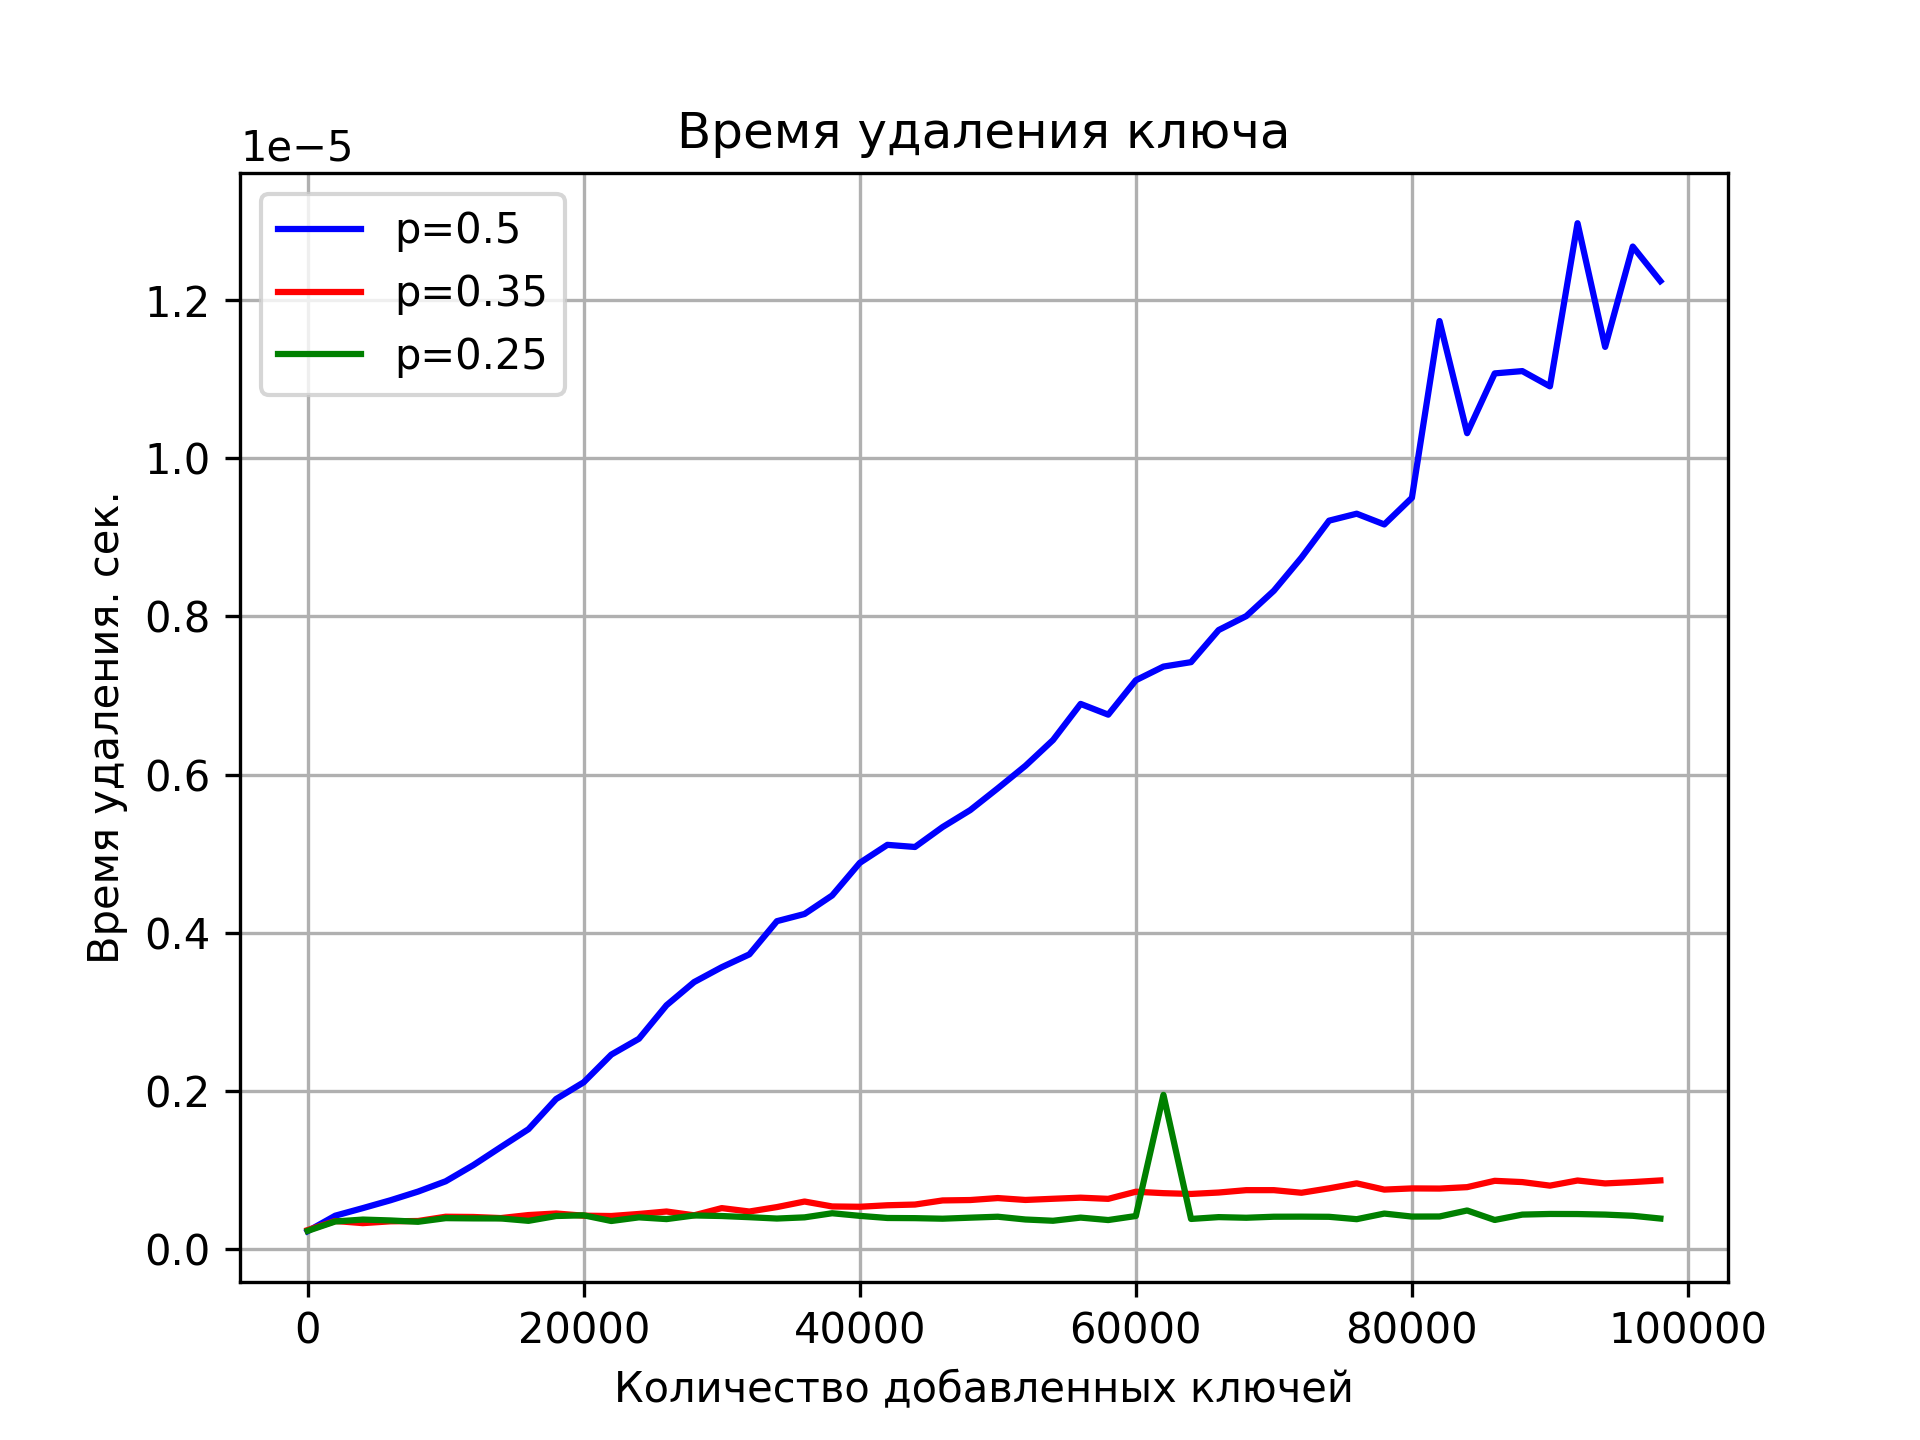 Время удаления ключа
1e−5
p=0.5
p=0.35
p=0.25
1.2
1.0
0.8
0.6
0.4
0.2
0.0
Время удаления. сек.
0 20000 40000 60000 80000 100000
Количество добавленных ключей